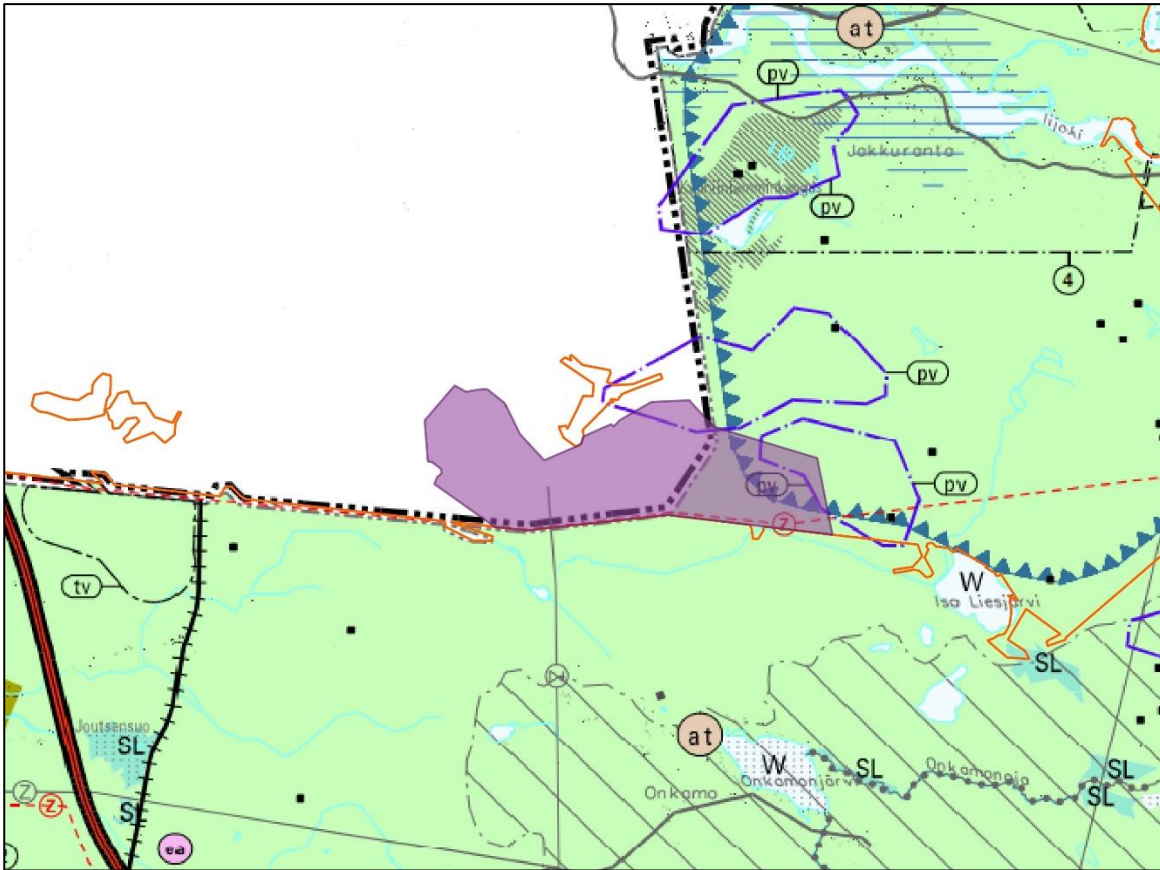 at
pv
Iijoki
Jakkuranta
pv
4
pv
pv
pv
Z
tv
W
Iso Liesjärvi
SL
Joutsensuo
SL
at
W
SL
Onkamonoja
SL
Onkamonjärvi
SL
Onkamo
Z
Z
SL
ea